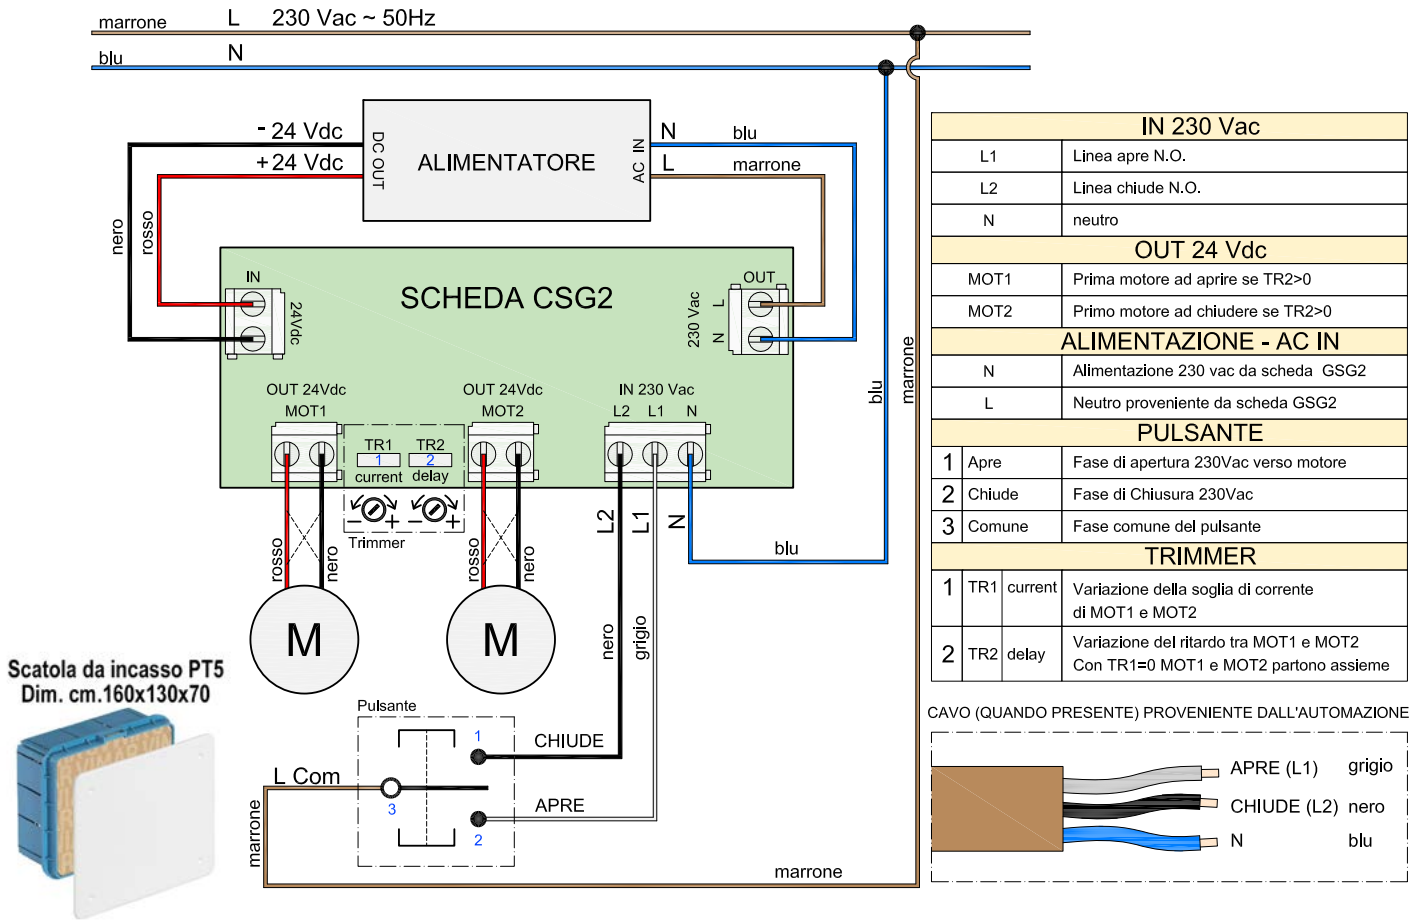 marrone L 230 Vac ~ 50Hz
blu N
- 24 Vdc
+ 24 Vdc
DC OUT
ALIMENTATORE
AC IN
N blu
L marrone
nero
rosso
IN
24Vdc
SCHEDA CSG2
OUT
230 Vac
L
N
OUT 24Vdc
MOT1
OUT 24Vdc
MOT2
IN 230 Vac
L2 L1 N
TR1
1
current
TR2
2
delay
- +
- +
Trimmer
rosso
nero
rosso
nero
M
M
L2
L1
N
nero
grigio
blu
blu
marrone
Scatola da incasso PT5
Dim. cm.160x130x70
Pulsante
1
CHIUDE
L Com
3
APRE
2
marrone
marrone
IN 230 Vac
L1 Linea apre N.O.
L2 Linea chiude N.O.
N neutro
OUT 24 Vdc
MOT1 Prima motore ad aprire se TR2>0
MOT2 Primo motore ad chiudere se TR2>0
ALIMENTAZIONE - AC IN
N Alimentazione 230 vac da scheda GSG2
L Neutro proveniente da scheda GSG2
PULSANTE
1 Apre Fase di apertura 230Vac verso motore
2 Chiude Fase di Chiusura 230Vac
3 Comune Fase comune del pulsante
TRIMMER
1 TR1 current Variazione della soglia di corrente
di MOT1 e MOT2
2 TR2 delay Variazione del ritardo tra MOT1 e MOT2
Con TR1=0 MOT1 e MOT2 partono assieme
CAVO (QUANDO PRESENTE) PROVENIENTE DALL'AUTOMAZIONE
APRE (L1) grigio
CHIUDE (L2) nero
N blu